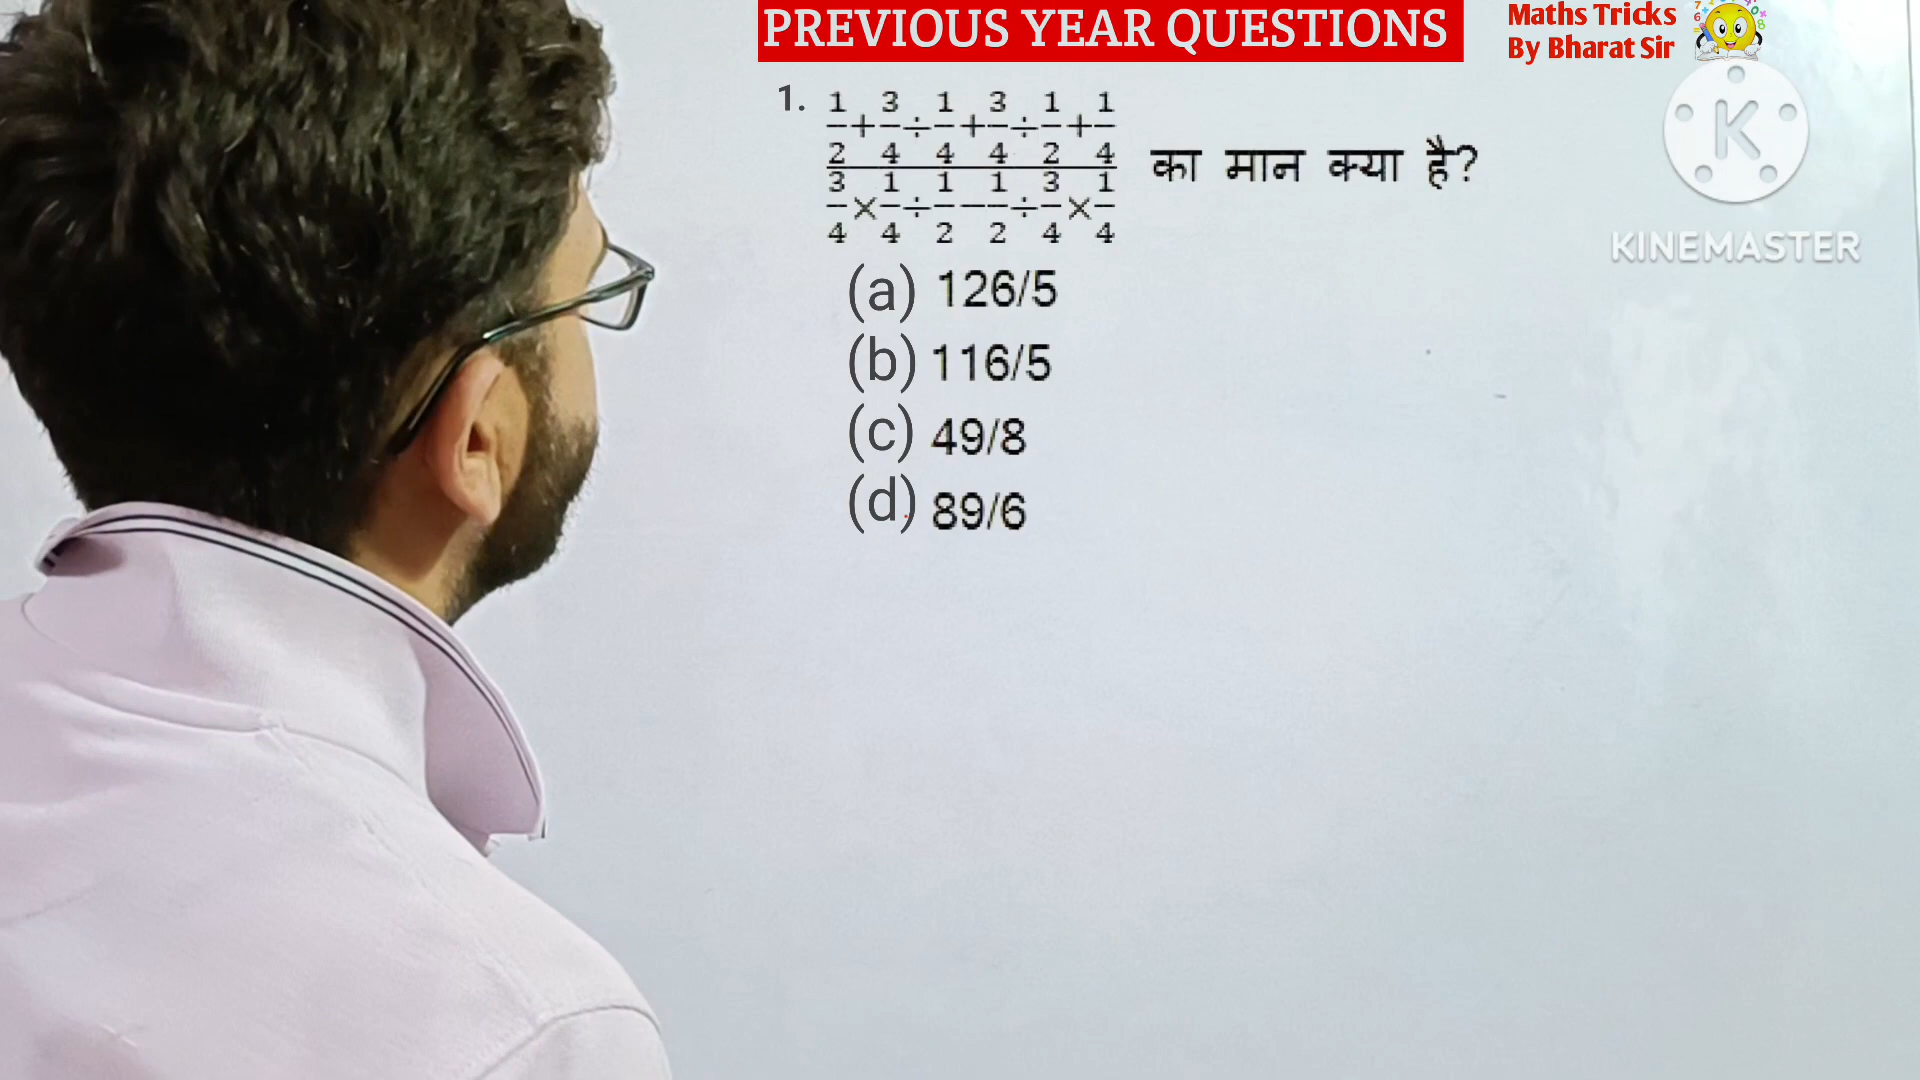 PREVIOUS YEAR QUESTIONS
Maths Tricks
By Bharat Sir
1. 1/2+3/4÷1/4+3/4÷1/2+1/4
3/4×1/4÷1/2−1/2÷3/4×1/4
का मान क्या है?
K
KINEMASTER
(a) 126/5
(b) 116/5
(c) 49/8
(d) 89/6